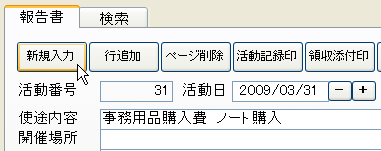 報告書 検索
新規入力 行追加 ページ削除 活動記録印 領収添付印
活動番号 31 活動日 2009/03/31 - +
使途内容 事務用品購入費 ノート購入
開催場所